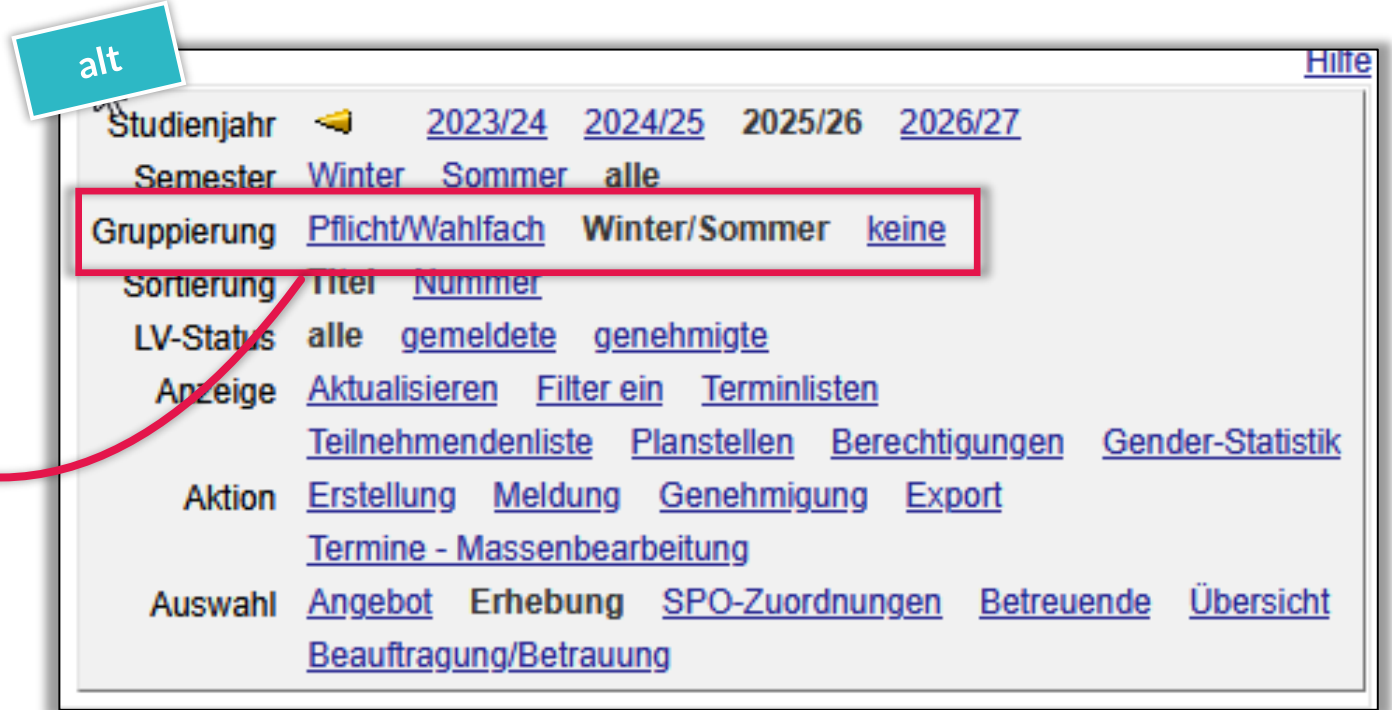 alt
Hilfe
Studienjahr 2023/24 2024/25 2025/26 2026/27
Semester Winter Sommer alle
Gruppierung Pflicht/Wahlfach Winter/Sommer keine
Sortierung Titel Nummer
LV-Status alle gemeldete genehmigte
Anzeige Aktualisieren Filter ein Terminlisten
Teilnehmendenliste Planstellen Berechtigungen Gender-Statistik
Aktion Erstellung Meldung Genehmigung Export
Termine - Massenbearbeitung
Auswahl Angebot Erhebung SPO-Zuordnungen Betreuende Übersicht
Beauftragung/Betrauung